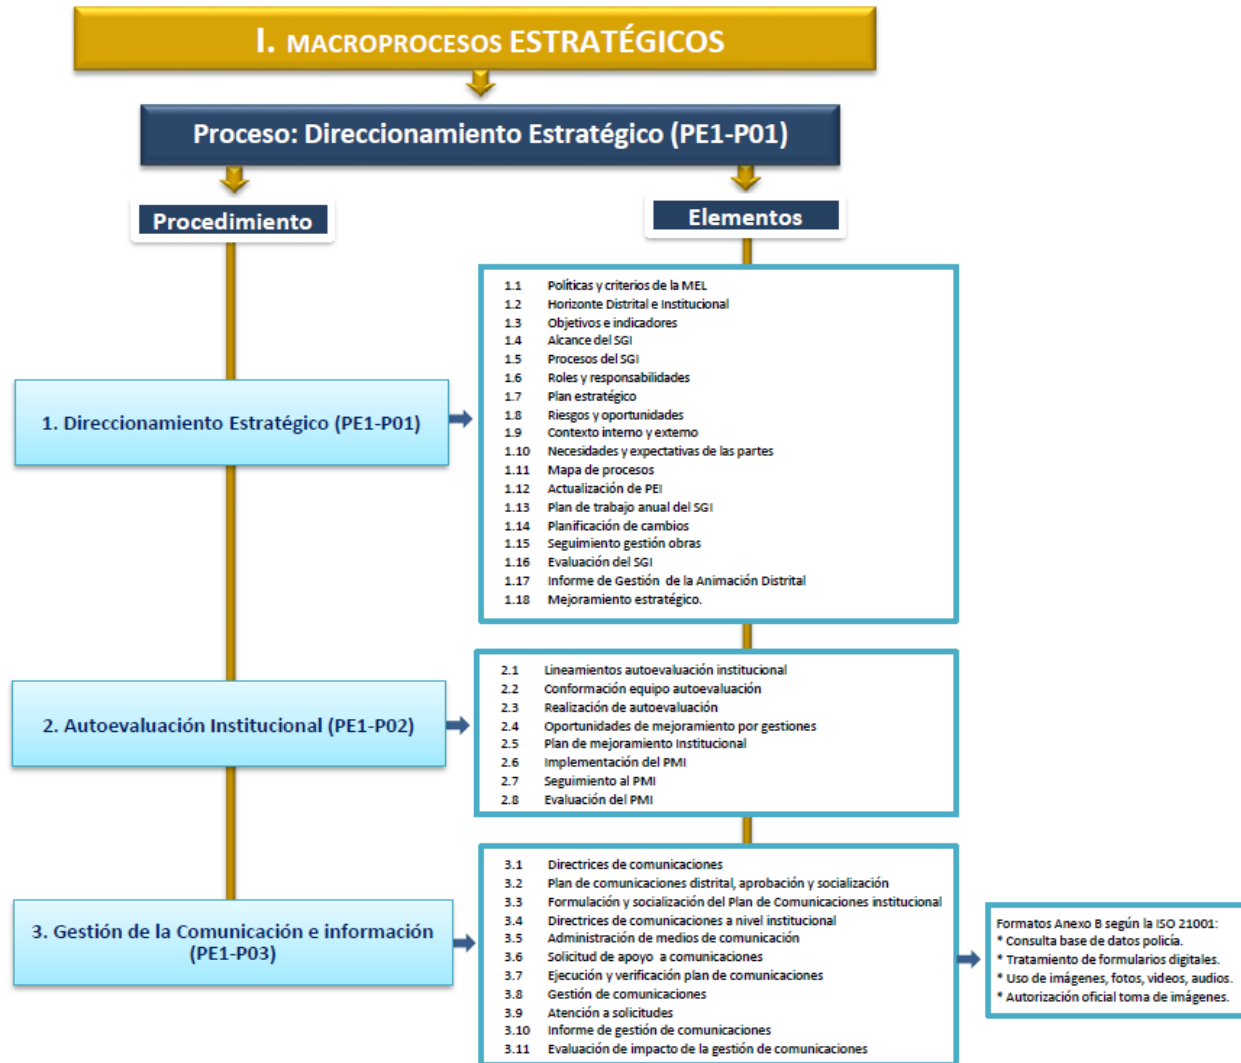 I. MACROPROCESOS ESTRATÉGICOS
Proceso: Direccionamiento Estratégico (PE1-P01)
Procedimiento
Elementos
1. Direccionamiento Estratégico (PE1-P01)
1.1 Políticas y criterios de la MEL
1.2 Horizonte Distrital e Institucional
1.3 Objetivos e indicadores
1.4 Alcance del SGI
1.5 Procesos del SGI
1.6 Roles y responsabilidades
1.7 Plan estratégico
1.8 Riesgos y oportunidades
1.9 Contexto interno y externo
1.10 Necesidades y expectativas de las partes
1.11 Mapa de procesos
1.12 Actualización de PEI
1.13 Plan de trabajo anual del SGI
1.14 Planificación de cambios
1.15 Seguimiento gestión obras
1.16 Evaluación del SGI
1.17 Informe de Gestión de la Animación Distrital
1.18 Mejoramiento estratégico.
2. Autoevaluación Institucional (PE1-P02)
2.1 Lineamientos autoevaluación institucional
2.2 Conformación equipo autoevaluación
2.3 Realización de autoevaluación
2.4 Oportunidades de mejoramiento por gestiones
2.5 Plan de mejoramiento Institucional
2.6 Implementación del PMI
2.7 Seguimiento al PMI
2.8 Evaluación del PMI
3. Gestión de la Comunicación e información
(PE1-P03)
3.1 Directrices de comunicaciones
3.2 Plan de comunicaciones distrital, aprobación y socialización
3.3 Formulación y socialización del Plan de Comunicaciones institucional
3.4 Directrices de comunicaciones a nivel institucional
3.5 Administración de medios de comunicación
3.6 Solicitud de apoyo a comunicaciones
3.7 Ejecución y verificación plan de comunicaciones
3.8 Gestión de comunicaciones
3.9 Atención a solicitudes
3.10 Informe de gestión de comunicaciones
3.11 Evaluación de impacto de la gestión de comunicaciones
Formatos Anexo B según la ISO 21001:
* Consulta base de datos policía.
* Tratamiento de formularios digitales.
* Uso de imágenes, fotos, videos, audios.
* Autorización oficial toma de imágenes.